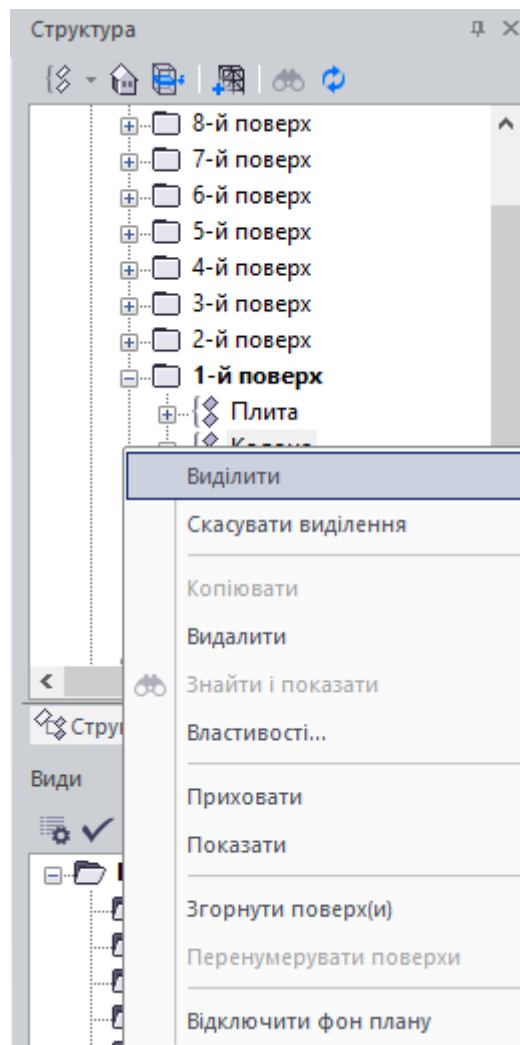 Структура
8-й поверх
7-й поверх
6-й поверх
5-й поверх
4-й поверх
3-й поверх
2-й поверх
1-й поверх
Плита
Виділити
Скасувати виділення
Копіювати
Видалити
Знайти і показати
Властивості...
Види
Приховати
Показати
Згорнути поверх(и)
Перенумерувати поверхи
Відключити фон плану